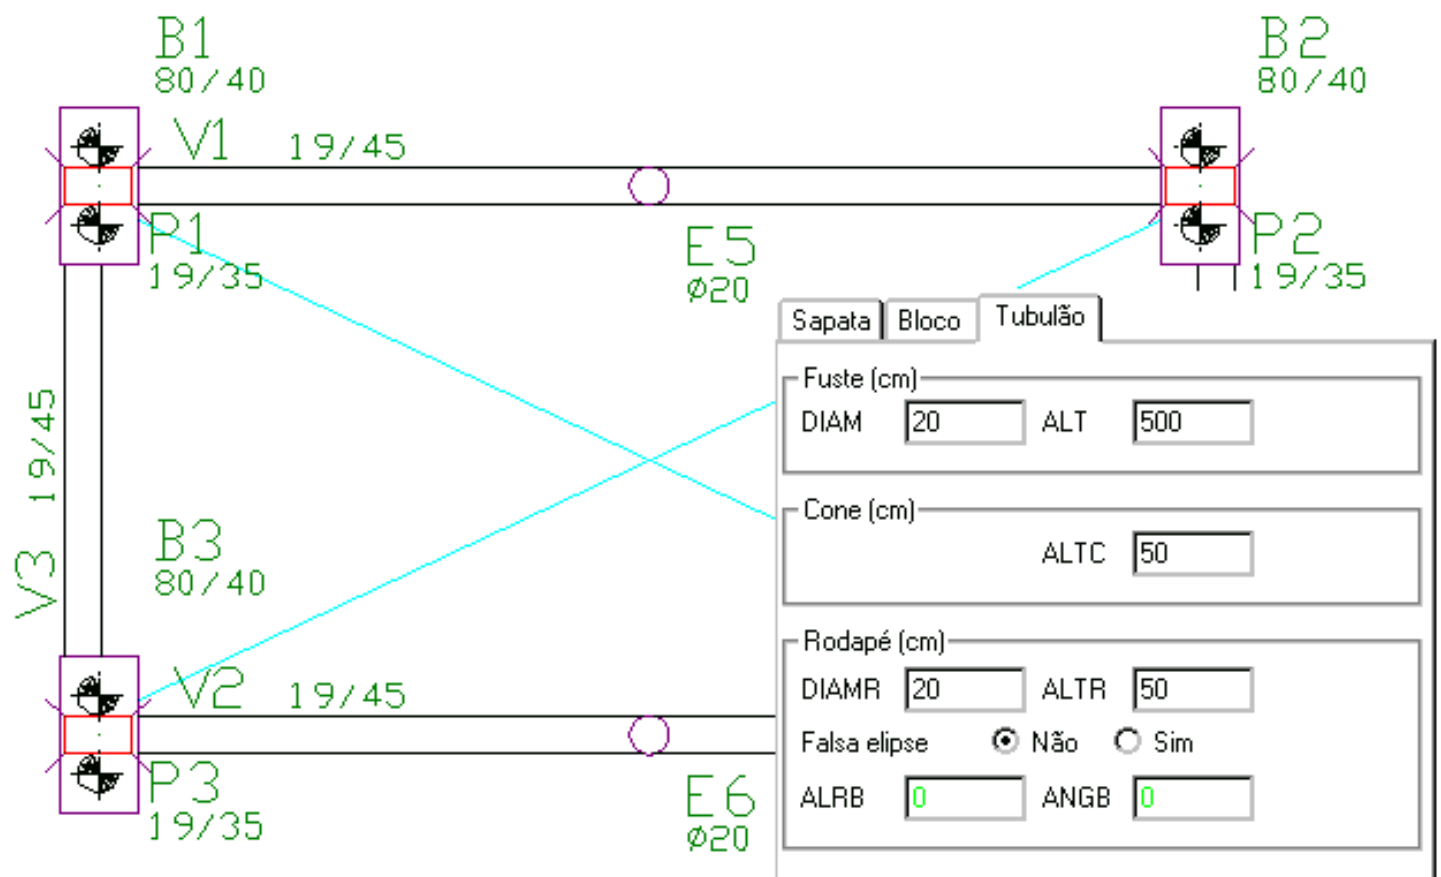 B1
80/40
B2
80/40
V1 19/45
P1
19/35
E5
ø20
P2
19/35
V3 19/45
B3
80/40
V2 19/45
P3
19/35
E6
ø20
Sapata Bloco Tubulão
Fuste (cm)
DIAM 20 ALT 500
Cone (cm)
ALTC 50
Rodapé (cm)
DIAMR 20 ALTR 50
Falsa elipse Não Sim
ALRB 0 ANGB 0